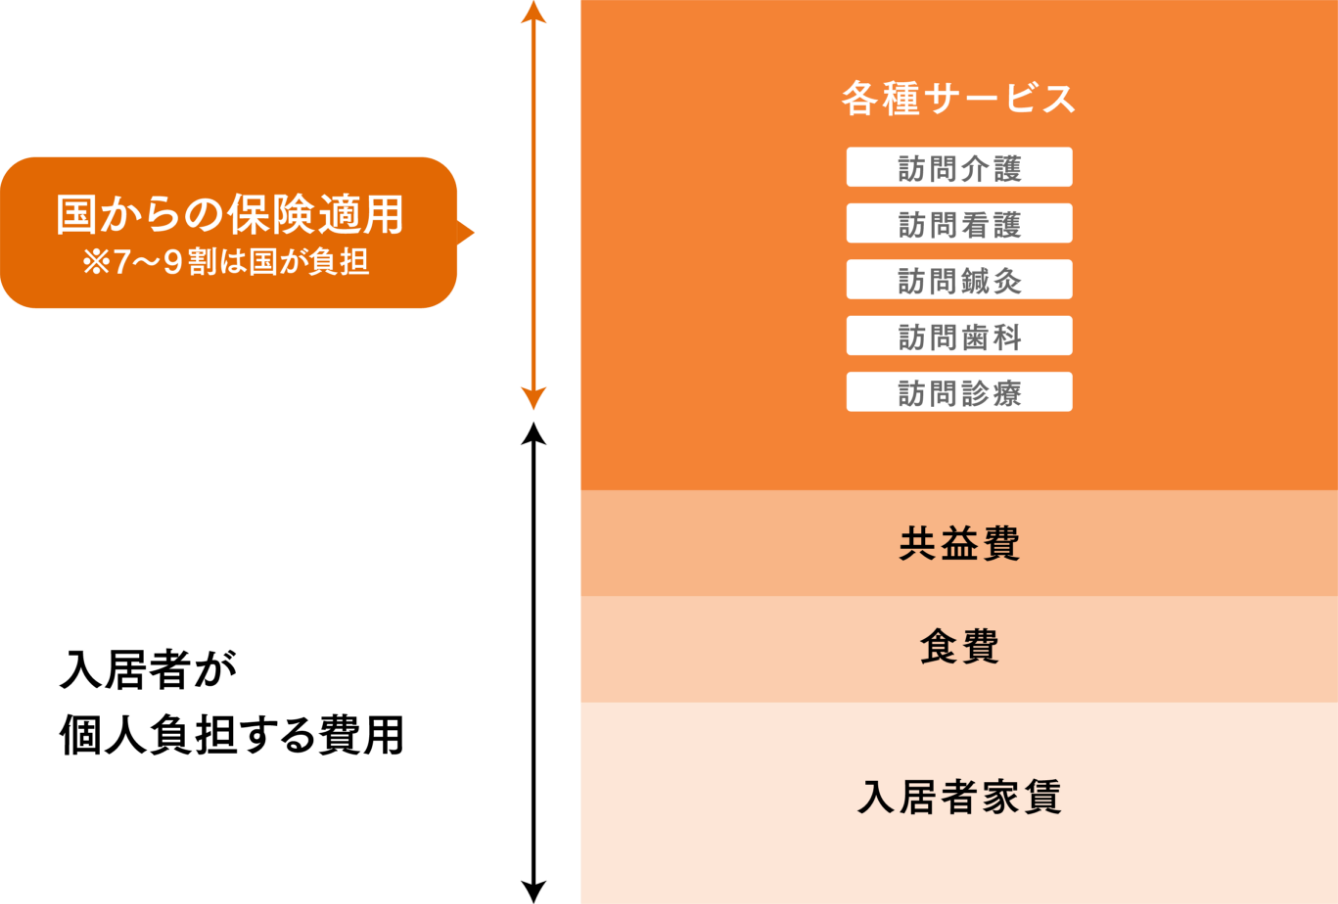 各種サービス
訪問介護
訪問看護
訪問鍼灸
訪問歯科
訪問診療
国からの保険適用
※7〜9割は国が負担
共益費
食費
入居者家賃
入居者が
個人負担する費用